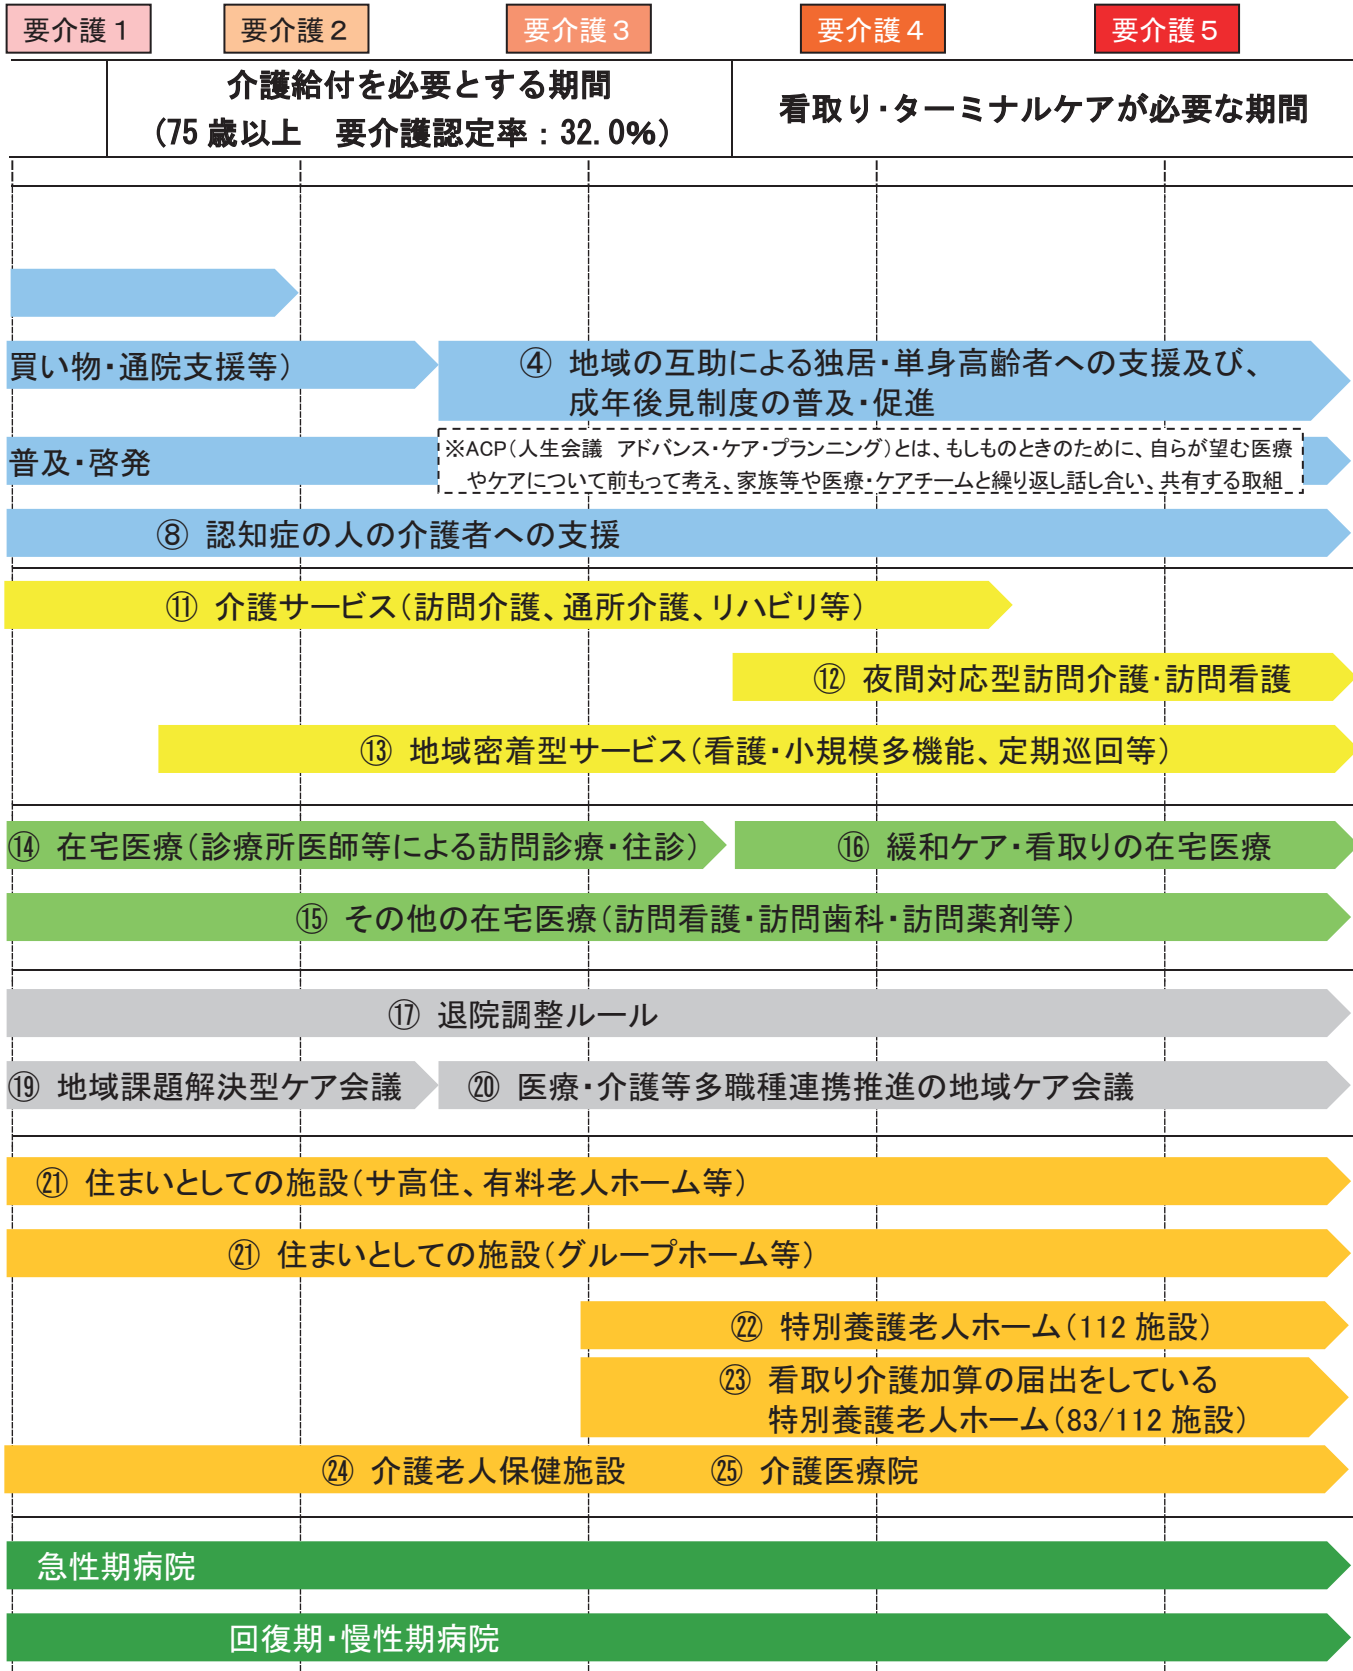 要介護１
要介護２
要介護３
要介護４
要介護５
介護給付を必要とする期間
(75歳以上　要介護認定率：32.0%)
看取り・ターミナルケアが必要な期間
買い物・通院支援等）
④ 地域の互助による独居・単身高齢者への支援及び、
成年後見制度の普及・促進
普及・啓発
※ACP（人生会議　アドバンス・ケア・プランニング）とは、もしものときのために、自らが望む医療
やケアについて前もって考え、家族等や医療・ケアチームと繰り返し話し合い、共有する取組
⑧ 認知症の人の介護者への支援
⑪ 介護サービス（訪問介護、通所介護、リハビリ等）
⑫ 夜間対応型訪問介護・訪問看護
⑬ 地域密着型サービス（看護・小規模多機能、定期巡回等）
⑭ 在宅医療（診療所医師等による訪問診療・往診）
⑯ 緩和ケア・看取りの在宅医療
⑮ その他の在宅医療（訪問看護・訪問歯科・訪問薬剤等）
⑰ 退院調整ルール
⑲ 地域課題解決型ケア会議
⑳ 医療・介護等多職種連携推進の地域ケア会議
㉑ 住まいとしての施設（サ高住、有料老人ホーム等）
㉑ 住まいとしての施設（グループホーム等）
㉒ 特別養護老人ホーム（112 施設）
㉓ 看取り介護加算の届出をしている
特別養護老人ホーム（83/112 施設）
㉔ 介護老人保健施設　㉕ 介護医療院
急性期病院
回復期・慢性期病院